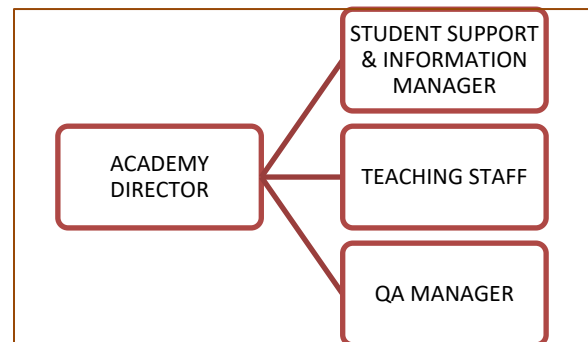 STUDENT SUPPORT
& INFORMATION
MANAGER
ACADEMY
DIRECTOR
TEACHING STAFF
QA MANAGER